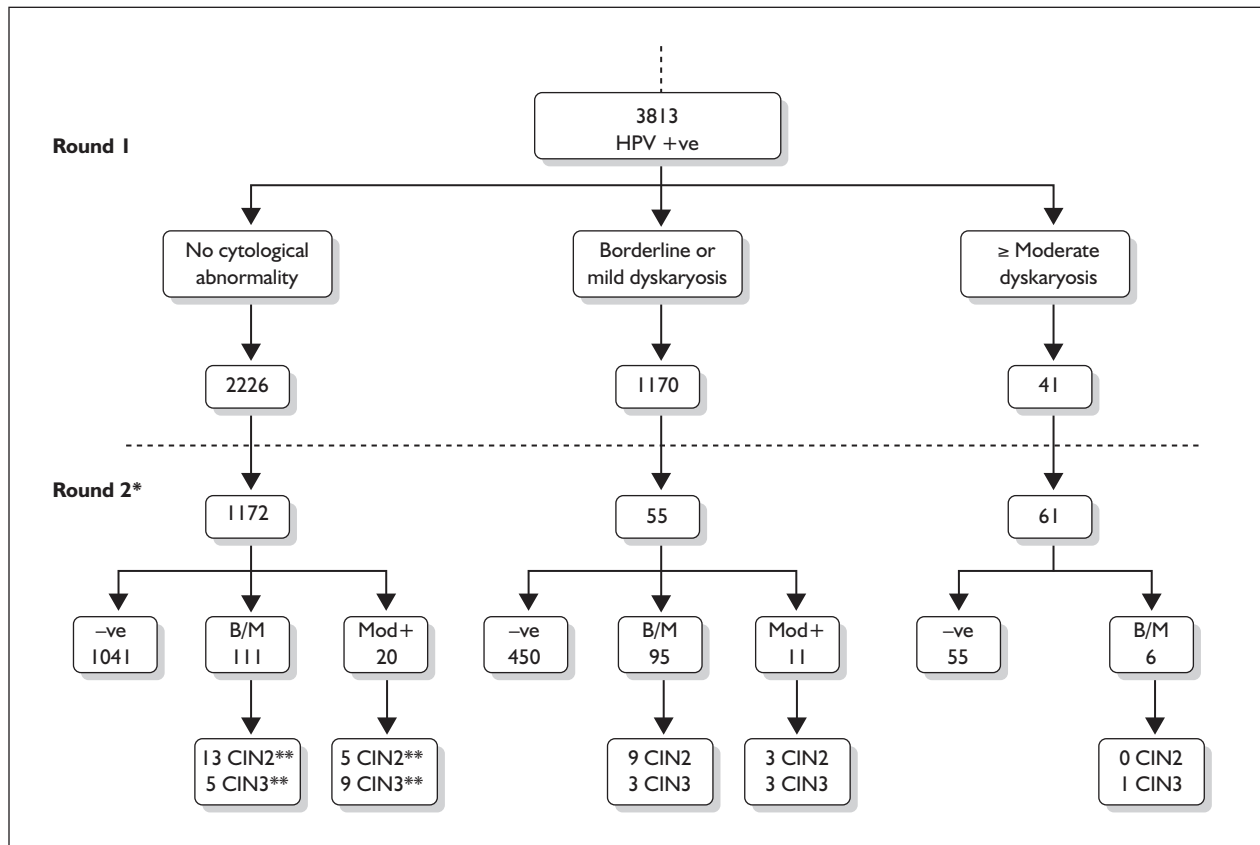 3813
HPV +ve
Round 1
No cytological
abnormality
Borderline or
mild dyskaryosis
≥ Moderate
dyskaryosis
2226
1170
41
Round 2*
1172
55
61
–ve
1041
B/M
111
Mod+
20
–ve
450
B/M
95
Mod+
11
–ve
55
B/M
6
13 CIN2**
5 CIN3**
5 CIN2**
9 CIN3**
9 CIN2
3 CIN3
3 CIN2
3 CIN3
0 CIN2
1 CIN3